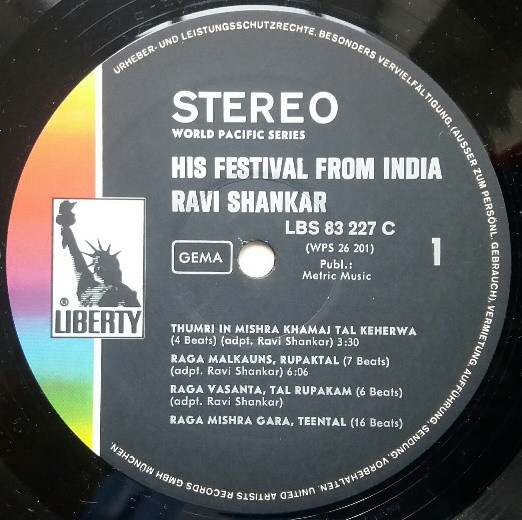 URHEBER- UND LEISTUNGSSCHUTZRECHTE. BESONDERS VERVIELFÄLTIGUNG, (AUSSER ZUM PERSÖNL. GEBRAUCH), VERMIETUNG AUFFÜHRUNG, SENDUNG, VORBEHALTEN. UNITED ARTISTS RECORDS GMBH MÜNCHEN
STEREO
WORLD PACIFIC SERIES
HIS FESTIVAL FROM INDIA
RAVI SHANKAR
LBS 83 227 C
(WPS 26 201)
1
GEMA
Publ.:
Metric Music
®
LIBERTY
THUMRI IN MISHRA KHAMAJ TAL KEHERWA
(4 Beats) (adpt. Ravi Shankar) 3:30
RAGA MALKAUNS, RUPAKTAL (7 Beats)
(adpt. Ravi Shankar) 6:06
RAGA VASANTA, TAL RUPAKAM (6 Beats)
(adpt. Ravi Shankar)
RAGA MISHRA GARA, TEENTAL (16 Beats)